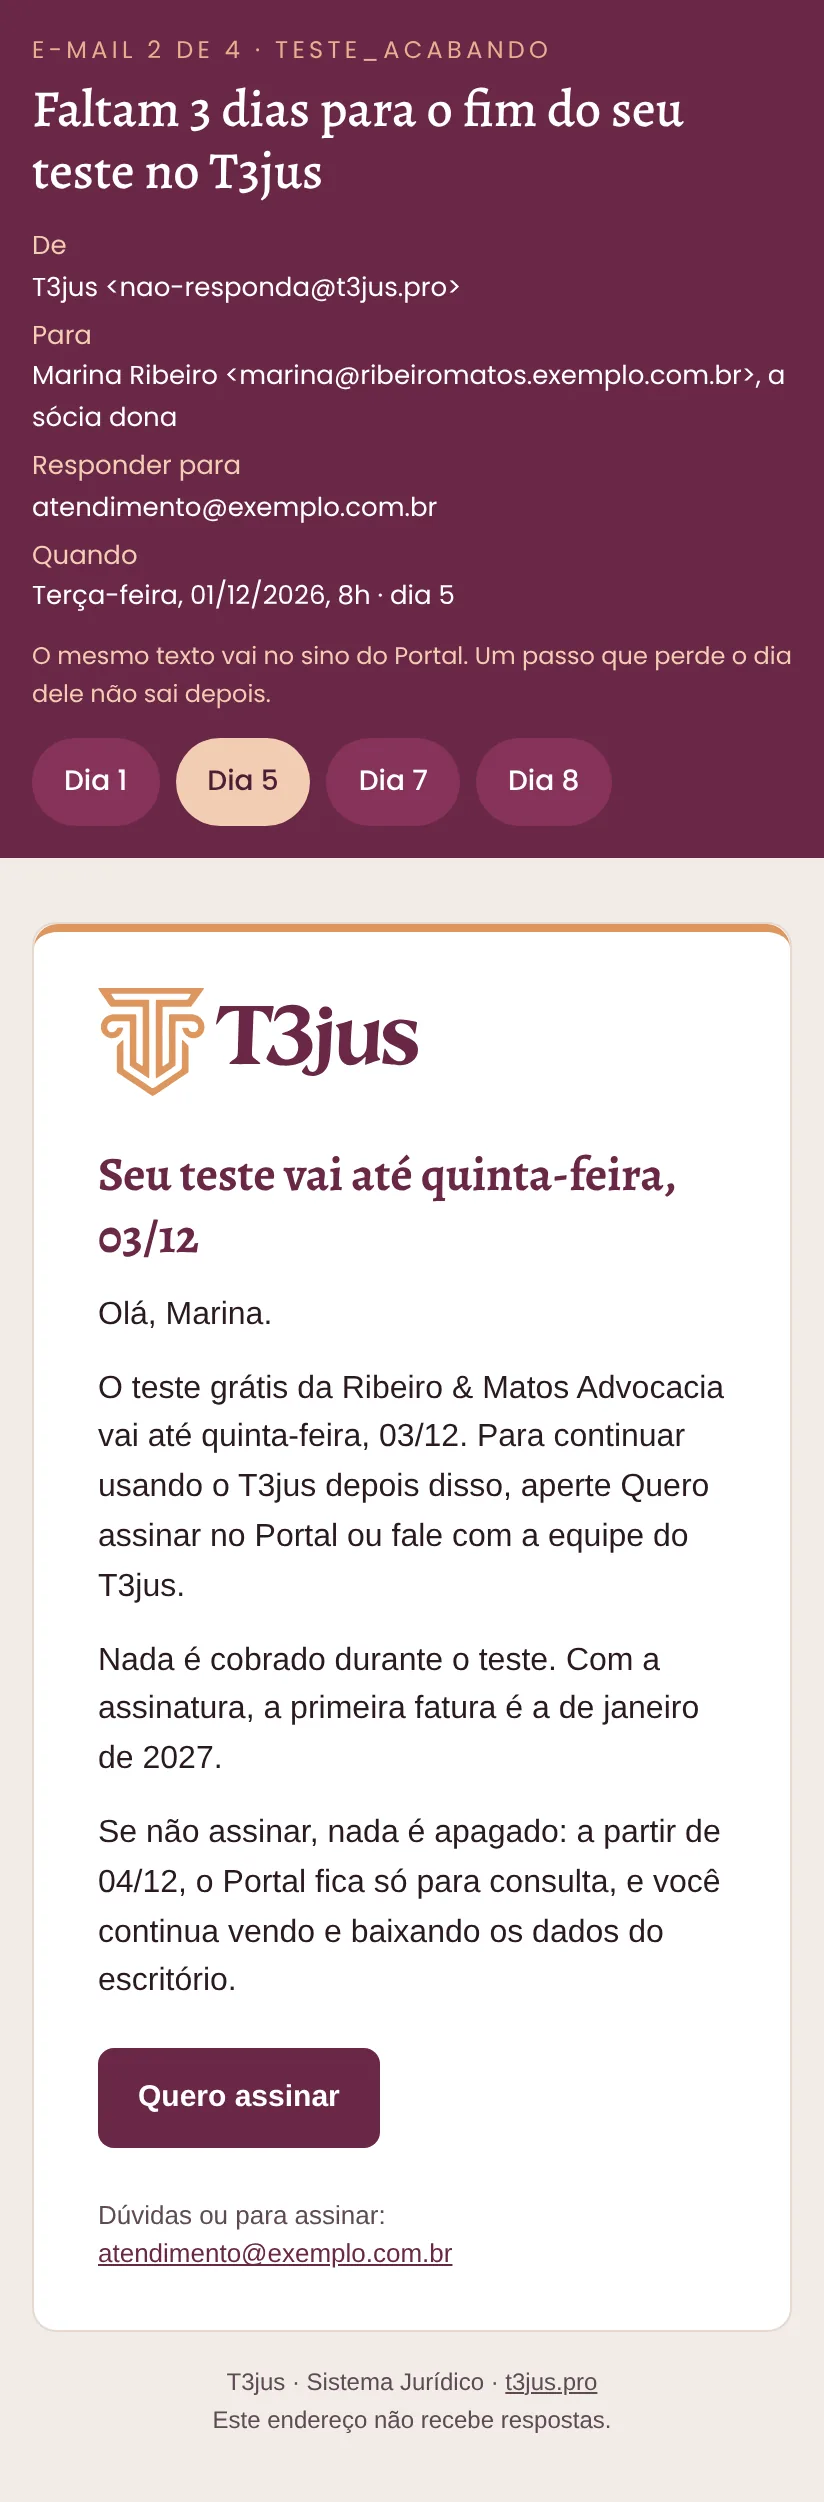 E-MAIL 2 DE 4 · TESTE_ACABANDO
Faltam 3 dias para o fim do seu
teste no T3jus
De
T3jus <nao-responda@t3jus.pro>
Para
Marina Ribeiro <marina@ribeiromatos.exemplo.com.br>, a
sócia dona
Responder para
atendimento@exemplo.com.br
Quando
Terça-feira, 01/12/2026, 8h · dia 5
O mesmo texto vai no sino do Portal. Um passo que perde o dia
dele não sai depois.
Dia 1 Dia 5 Dia 7 Dia 8
T3jus
Seu teste vai até quinta-feira,
03/12
Olá, Marina.
O teste grátis da Ribeiro & Matos Advocacia
vai até quinta-feira, 03/12. Para continuar
usando o T3jus depois disso, aperte Quero
assinar no Portal ou fale com a equipe do
T3jus.
Nada é cobrado durante o teste. Com a
assinatura, a primeira fatura é a de janeiro
de 2027.
Se não assinar, nada é apagado: a partir de
04/12, o Portal fica só para consulta, e você
continua vendo e baixando os dados do
escritório.
Quero assinar
Dúvidas ou para assinar:
atendimento@exemplo.com.br
T3jus · Sistema Jurídico · t3jus.pro
Este endereço não recebe respostas.